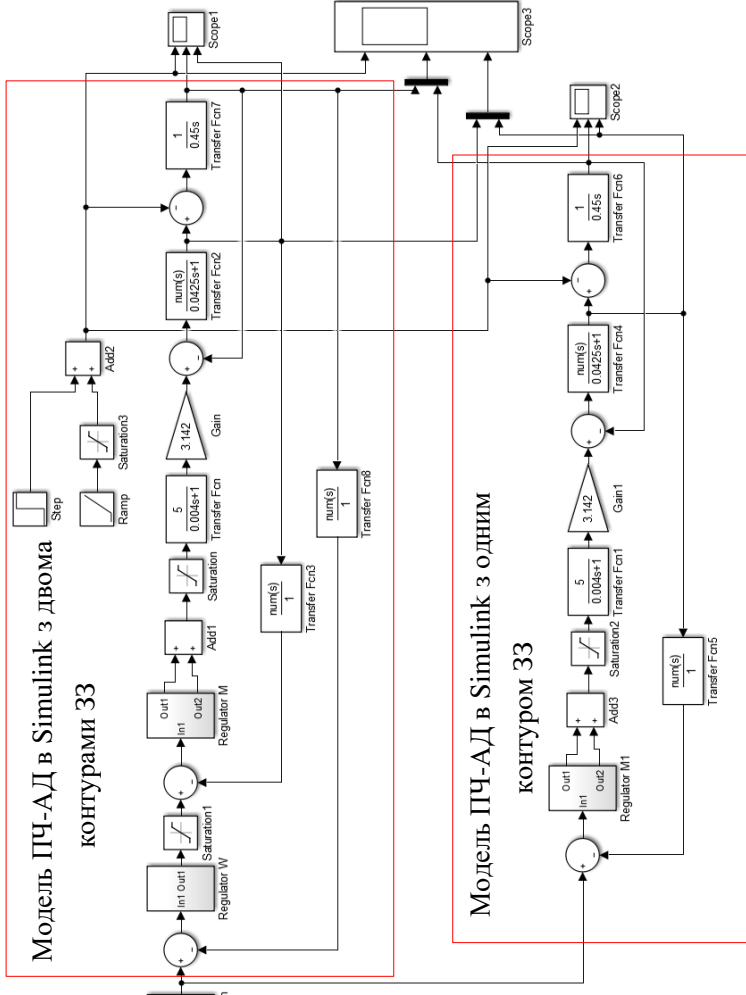 Модель ПЧ-АД в Simulink з двома
контурами ЗЗ
Step
Ramp
Saturation3
+
+
Add2
Scope1
Scope3
+
-
In1 Out1
Regulator W
Saturation1
+
-
In1
Out1
Out2
Regulator M
+
+
Add1
Saturation
5
0.004s+1
Transfer Fcn
3.142
Gain
+
-
num(s)
0.0425s+1
Transfer Fcn2
+
-
1
0.45s
Transfer Fcn7
num(s)
1
Transfer Fcn3
num(s)
1
Transfer Fcn8
Модель ПЧ-АД в Simulink з одним
контуром ЗЗ
+
-
In1
Out1
Out2
Regulator M1
+
+
Add3
Saturation2
5
0.004s+1
Transfer Fcn1
3.142
Gain1
+
-
num(s)
0.0425s+1
Transfer Fcn4
+
-
1
0.45s
Transfer Fcn6
Scope2
num(s)
1
Transfer Fcn5